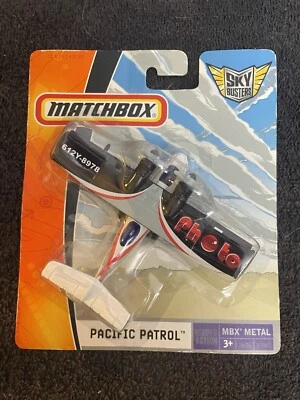 SKY
BUSTERS
MATCHBOX
612Y-8978
Photo
PACIFIC PATROL™
MBX METAL
3+